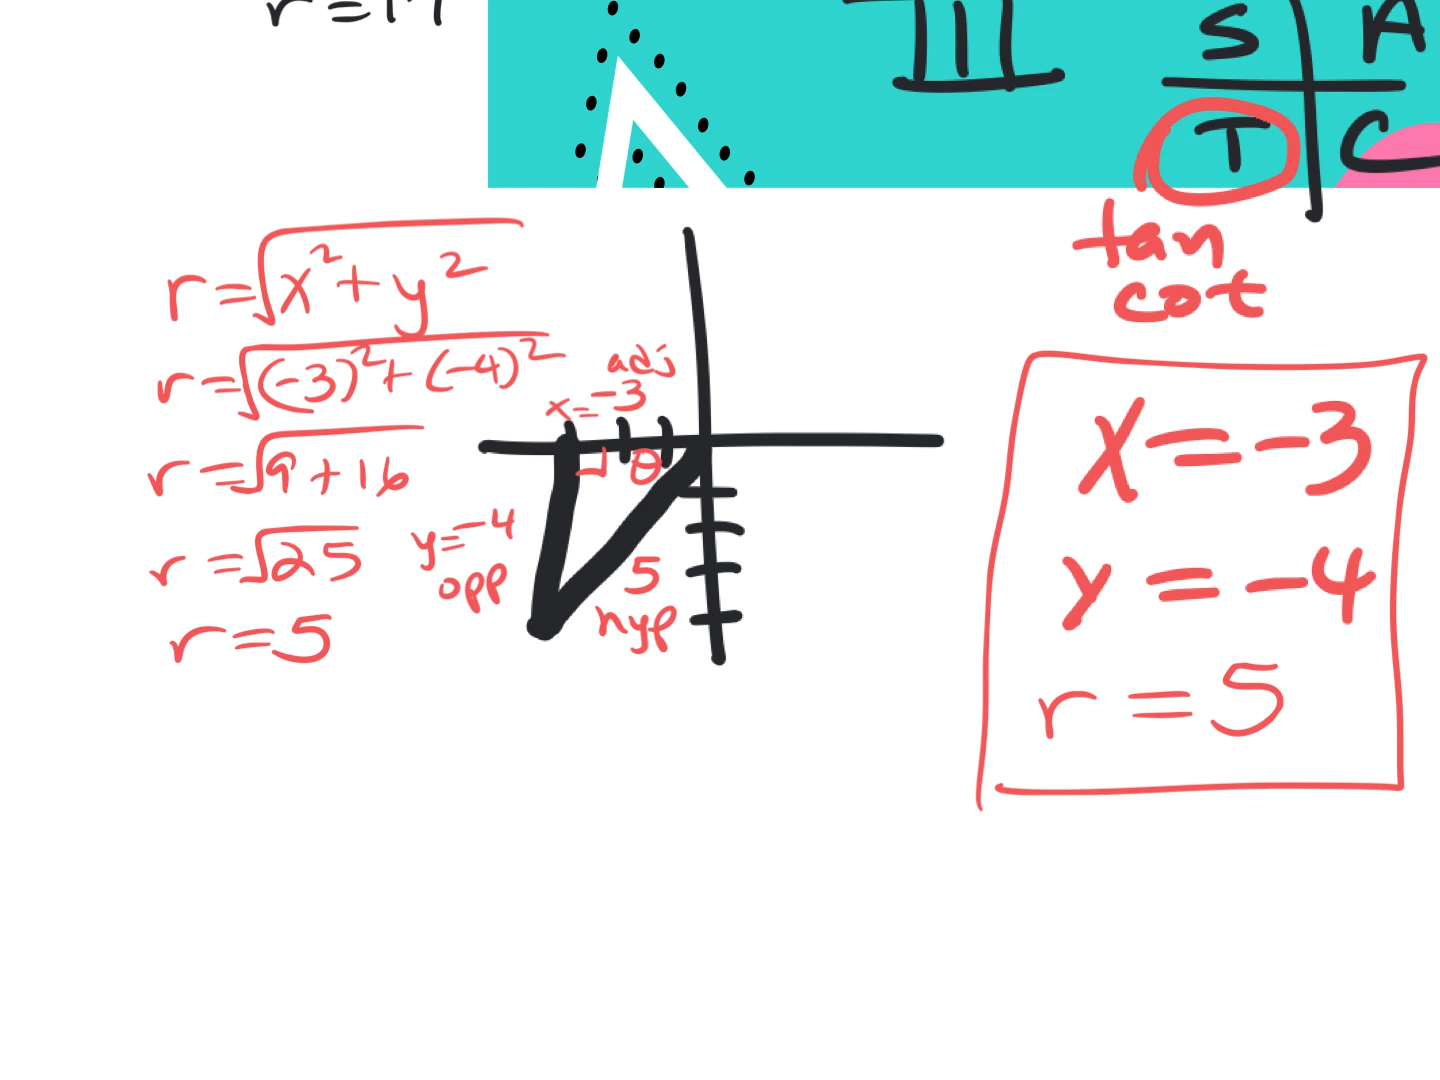 III
S A
T C
tan
cot
r=√x²+y²
r=√(-3)²+(-4)²
r=√9+16
r=√25
r=5
adj
x=-3
θ
y=-4
opp
5
hyp
x=-3
y=-4
r=5